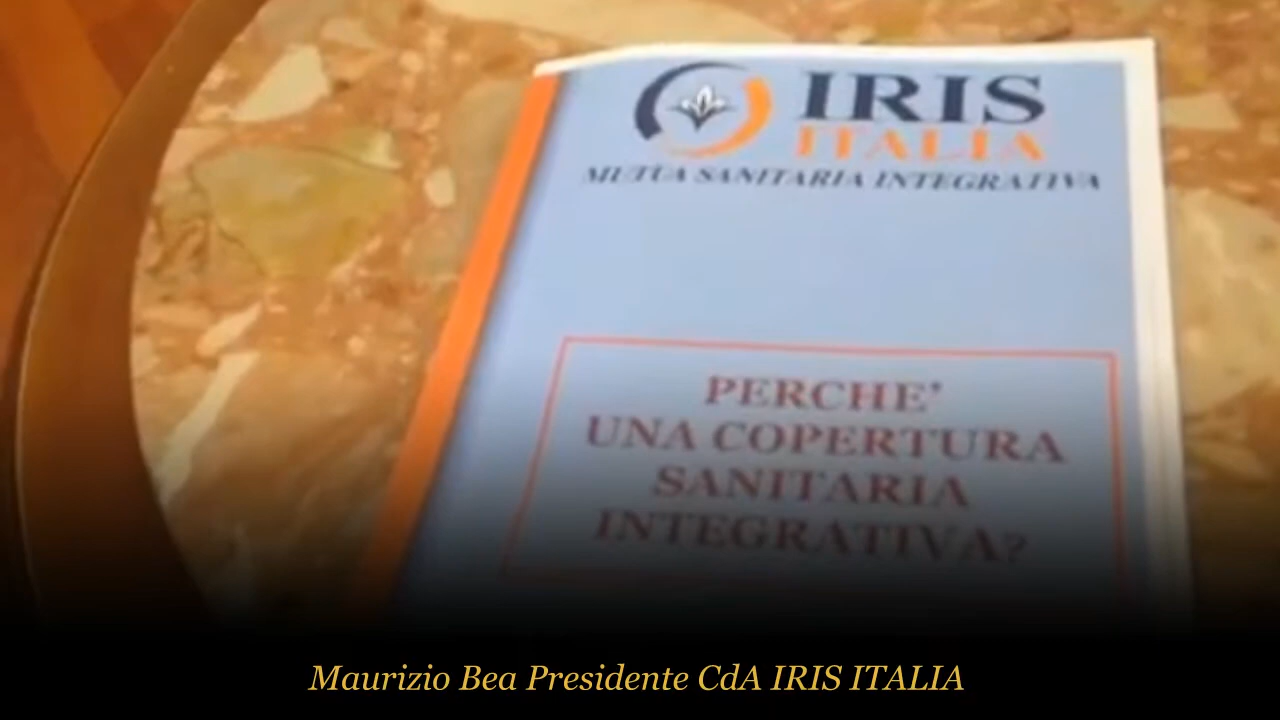 IRIS
ITALIA
MUTUA SANITARIA INTEGRATIVA
PERCHE'
UNA COPERTURA
SANITARIA
INTEGRATIVA?
Maurizio Bea Presidente CdA IRIS ITALIA